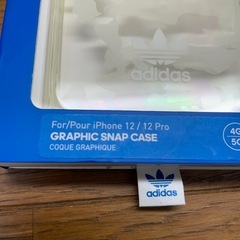 adidas
For/Pour iPhone 12 / 12 Pro
GRAPHIC SNAP CASE
COQUE GRAPHIQUE
4G
5G
adidas